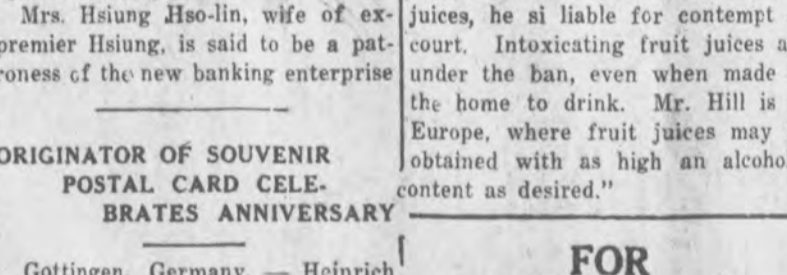 Mrs. Hsiung Hso-lin, wife of ex-
premier Hsiung, is said to be a pat-
roness of the new banking enterprise
ORIGINATOR OF SOUVENIR
POSTAL CARD CELE-
BRATES ANNIVERSARY
Gottingen, Germany — Heinrich
juices, he si liable for contempt
court. Intoxicating fruit juices a
under the ban, even when made
the home to drink. Mr. Hill is
Europe, where fruit juices may
obtained with as high an alcoho
content as desired."
FOR